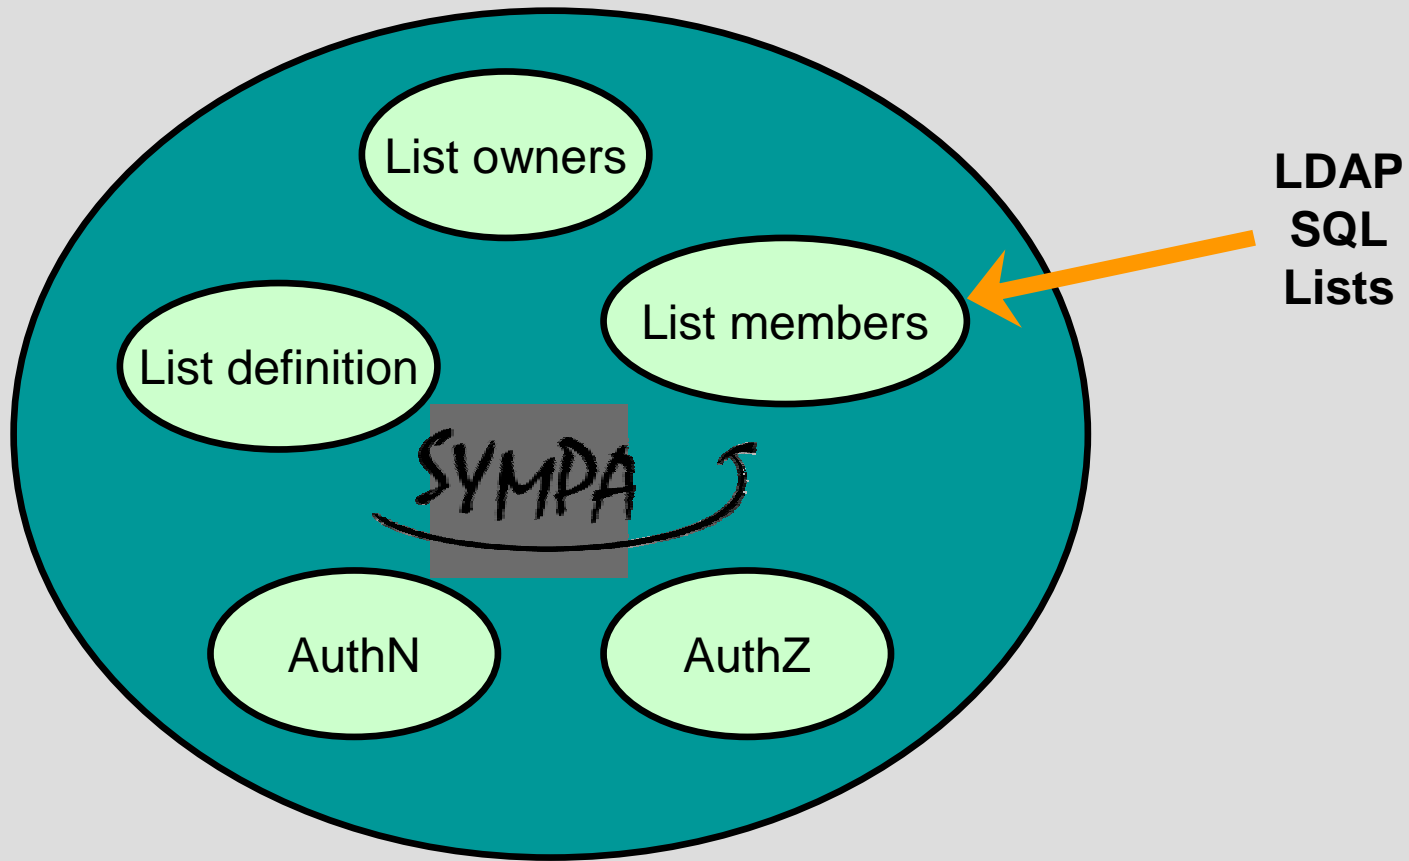 List owners
LDAP
SQL
Lists
List members
List definition
SYMPA
AuthN
AuthZ